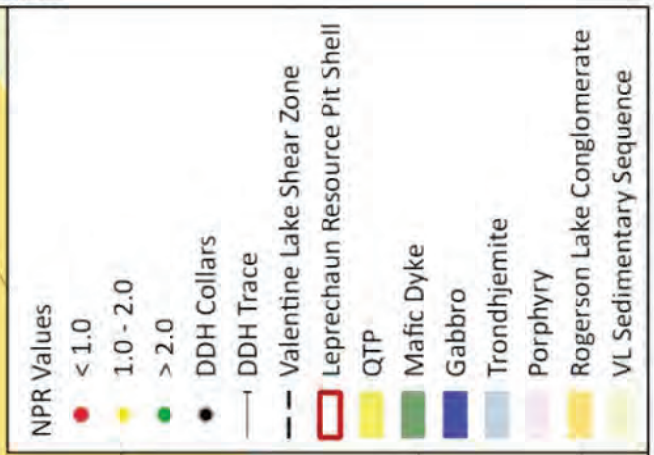 NPR Values
< 1.0
1.0 - 2.0
> 2.0
DDH Collars
DDH Trace
Valentine Lake Shear Zone
Leprechaun Resource Pit Shell
QTP
Mafic Dyke
Gabbro
Trondhjemite
Porphyry
Rogerson Lake Conglomerate
VL Sedimentary Sequence